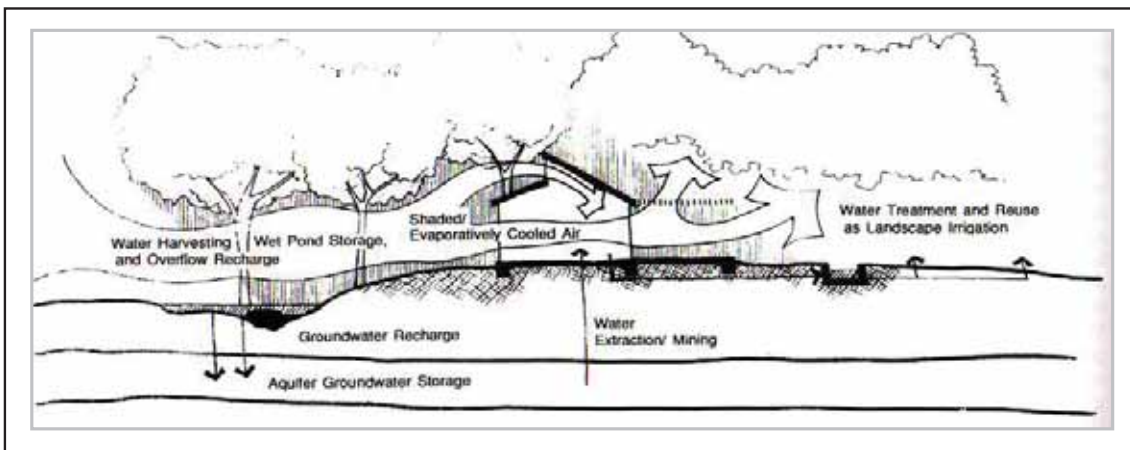 Water Harvesting
and Overflow Recharge
Wet Pond Storage,
Shaded/
Evaporatively Cooled Air
Water Treatment and Reuse
as Landscape Irrigation
Groundwater Recharge
Water
Extraction/ Mining
Aquifer Groundwater Storage